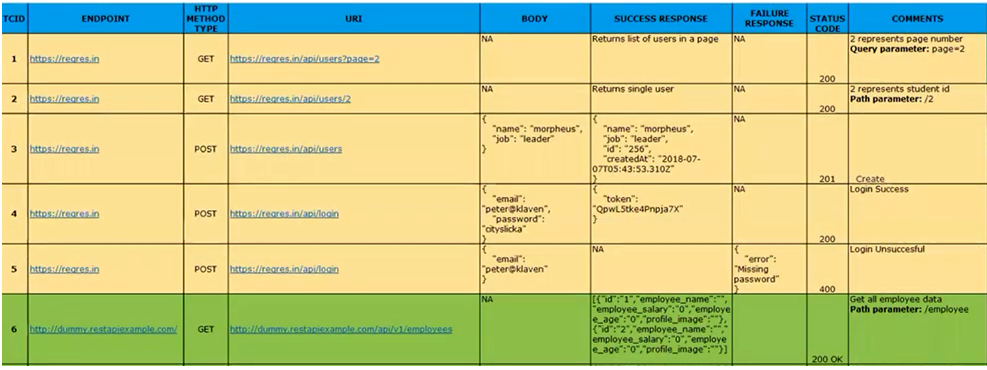 TCID
ENDPOINT
HTTP
METHOD
TYPE
URI
BODY
SUCCESS RESPONSE
FAILURE
RESPONSE
STATUS
CODE
COMMENTS
1
https://reqres.in
GET
https://reqres.in/api/users?page=2
NA
Returns list of users in a page
NA
200
2 represents page number
Query parameter: page=2
2
https://reqres.in
GET
https://reqres.in/api/users/2
NA
Returns single user
NA
200
2 represents student id
Path parameter: /2
3
https://reqres.in
POST
https://reqres.in/api/users
{
"name": "morpheus",
"job": "leader"
}
{
"name": "morpheus",
"job": "leader",
"id": "256",
"createdAt": "2018-07-
07T05:43:53.310Z"
}
NA
201
Create
4
https://reqres.in
POST
https://reqres.in/api/login
{
"email":
"peter@klaven",
"password":
"cityslicka"
}
{
"token":
"QpwL5tke4Pnpja7X"
}
NA
200
Login Success
5
https://reqres.in
POST
https://reqres.in/api/login
{
"email":
"peter@klaven"
}
NA
{
"error":
"Missing
password"
}
400
Login Unsuccesful
6
http://dummy.restapiexample.com/
GET
http://dummy.restapiexample.com/api/v1/employees
NA
[{"id":"1","employee_name":"",
"employee_salary":"0","employe
e_age":"0","profile_image":""},
{"id":"2","employee_name":"","
employee_salary":"0","employe
e_age":"0","profile_image":""}]
200 OK
Get all employee data
Path parameter: /employee